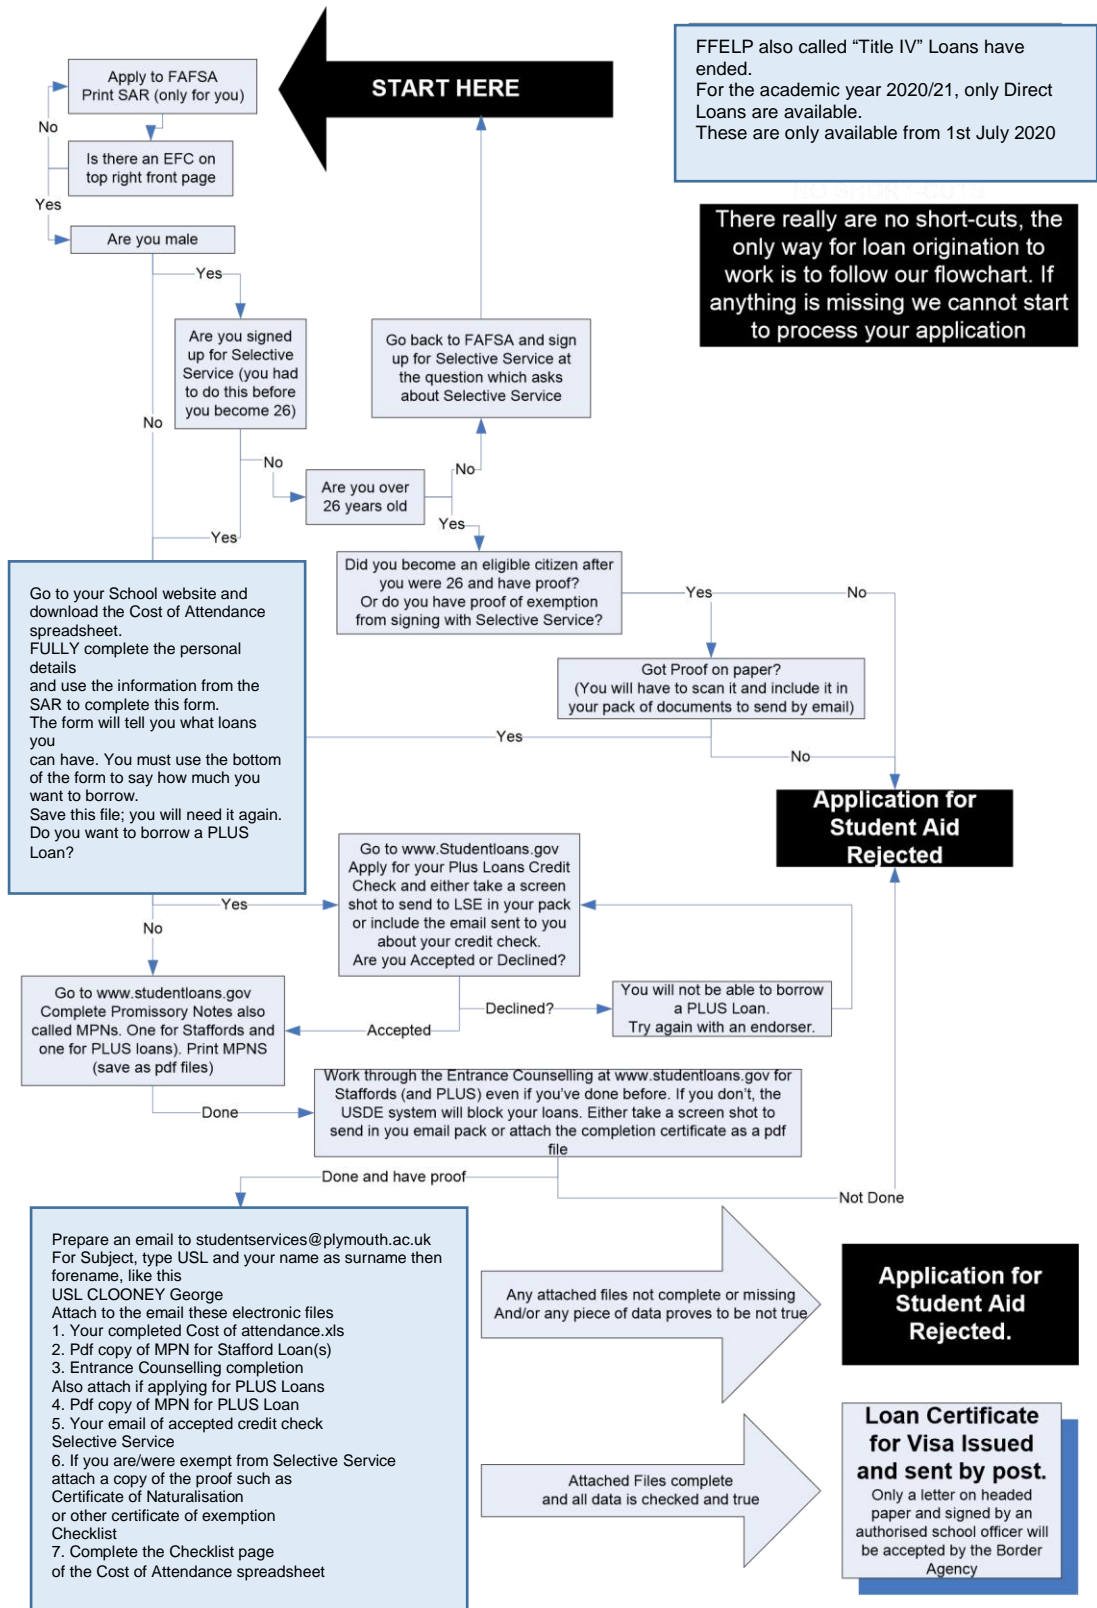 START HERE
FFELP also called “Title IV” Loans have
ended.
For the academic year 2020/21, only Direct
Loans are available.
These are only available from 1st July 2020
Apply to FAFSA
Print SAR (only for you)
No
Is there an EFC on
top right front page
Yes
Are you male
There really are no short-cuts, the
only way for loan origination to
work is to follow our flowchart. If
anything is missing we cannot start
to process your application
Yes
Are you signed
up for Selective
Service (you had
to do this before
you become 26)
Go back to FAFSA and sign
up for Selective Service at
the question which asks
about Selective Service
No
No
No
Are you over
26 years old
Yes
Yes
Did you become an eligible citizen after
you were 26 and have proof?
Or do you have proof of exemption
from signing with Selective Service?
Yes
No
Go to your School website and
download the Cost of Attendance
spreadsheet.
FULLY complete the personal
details
and use the information from the
SAR to complete this form.
The form will tell you what loans
you
can have. You must use the bottom
of the form to say how much you
want to borrow.
Save this file; you will need it again.
Do you want to borrow a PLUS
Loan?
Got Proof on paper?
(You will have to scan it and include it in
your pack of documents to send by email)
Yes
No
Application for
Student Aid
Rejected
Go to www.Studentloans.gov
Apply for your Plus Loans Credit
Check and either take a screen
shot to send to LSE in your pack
or include the email sent to you
about your credit check.
Are you Accepted or Declined?
Yes
No
Go to www.studentloans.gov
Complete Promissory Notes also
called MPNs. One for Staffords and
one for PLUS loans). Print MPNS
(save as pdf files)
Declined?
Accepted
You will not be able to borrow
a PLUS Loan.
Try again with an endorser.
Done
Work through the Entrance Counselling at www.studentloans.gov for
Staffords (and PLUS) even if you’ve done before. If you don’t, the
USDE system will block your loans. Either take a screen shot to
send in you email pack or attach the completion certificate as a pdf
file
Done and have proof
Not Done
Prepare an email to studentservices@plymouth.ac.uk
For Subject, type USL and your name as surname then
forename, like this
USL CLOONEY George
Attach to the email these electronic files
1. Your completed Cost of attendance.xls
2. Pdf copy of MPN for Stafford Loan(s)
3. Entrance Counselling completion
Also attach if applying for PLUS Loans
4. Pdf copy of MPN for PLUS Loan
5. Your email of accepted credit check
Selective Service
6. If you are/were exempt from Selective Service
attach a copy of the proof such as
Certificate of Naturalisation
or other certificate of exemption
Checklist
7. Complete the Checklist page
of the Cost of Attendance spreadsheet
Any attached files not complete or missing
And/or any piece of data proves to be not true
Application for
Student Aid
Rejected.
Attached Files complete
and all data is checked and true
Loan Certificate
for Visa Issued
and sent by post.
Only a letter on headed
paper and signed by an
authorised school officer will
be accepted by the Border
Agency